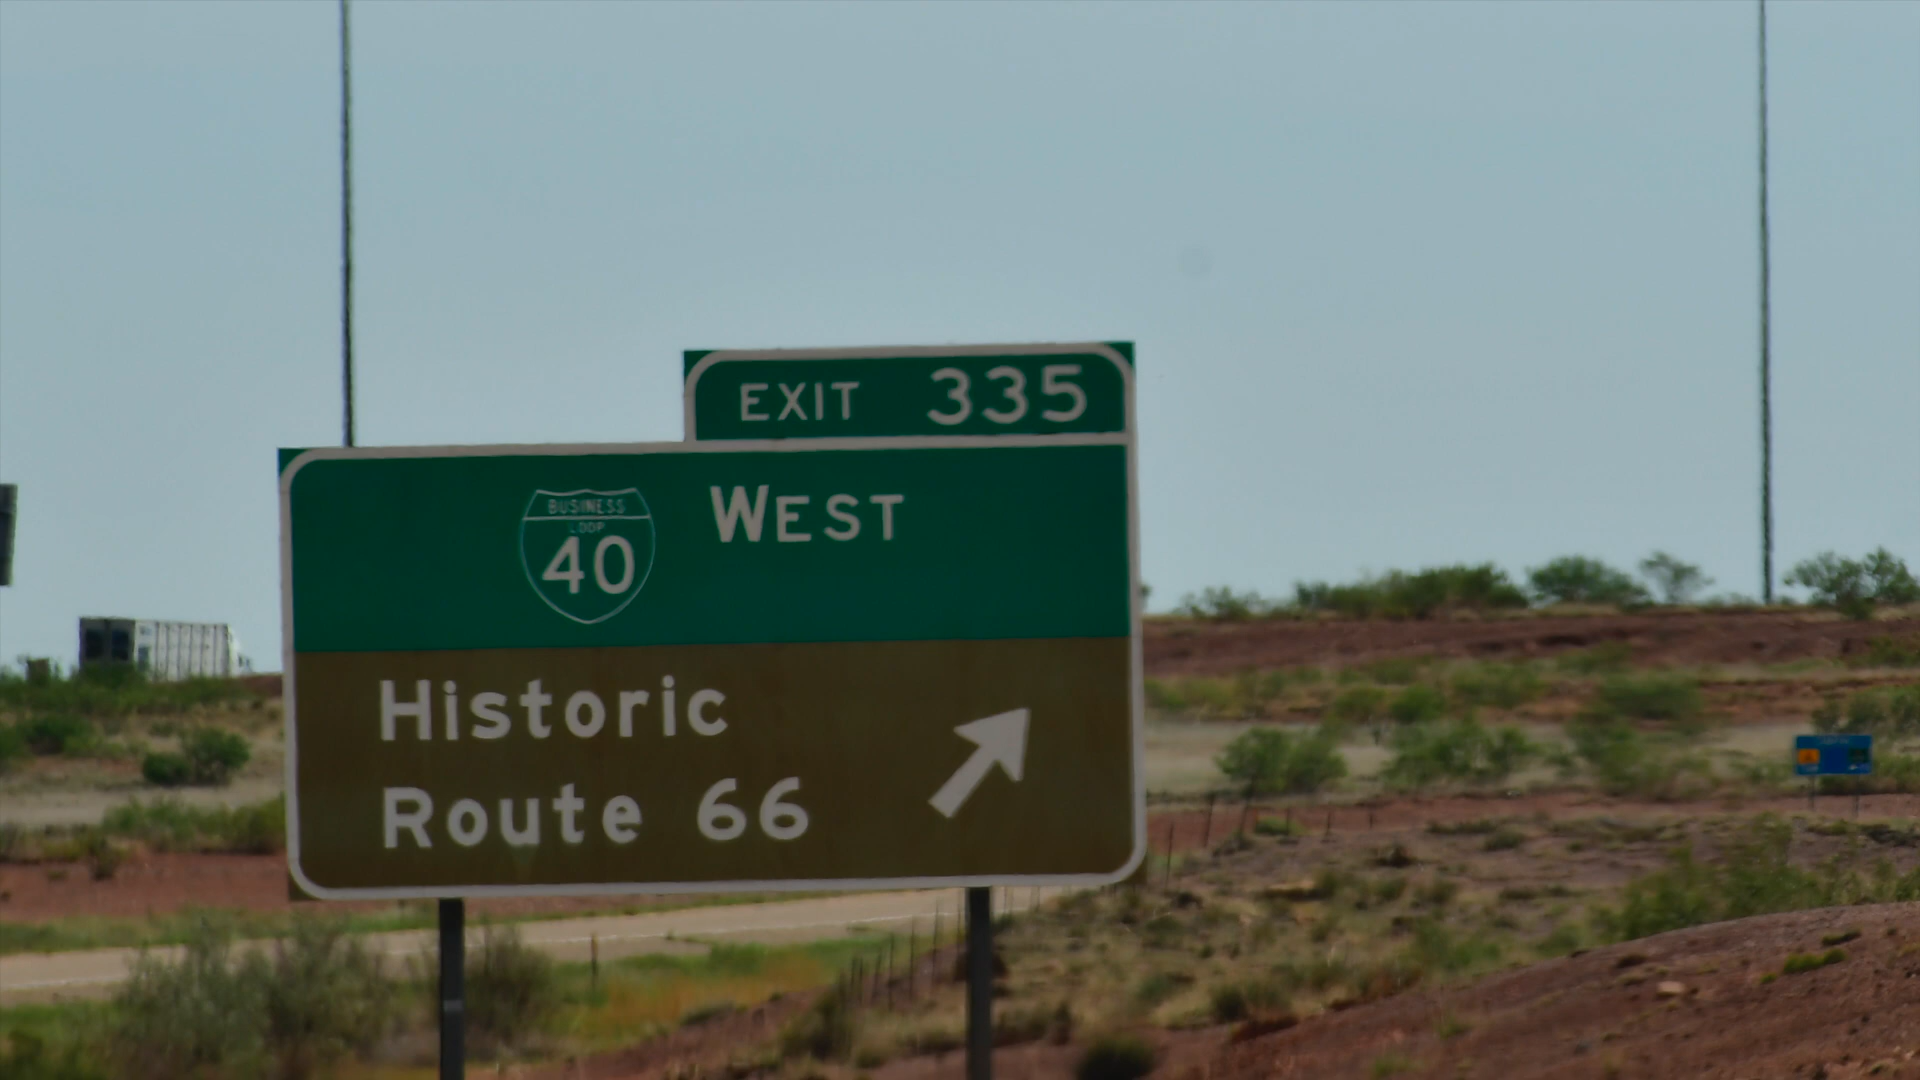 EXIT 335
BUSINESS
LOOP
40
WEST
Historic
Route 66